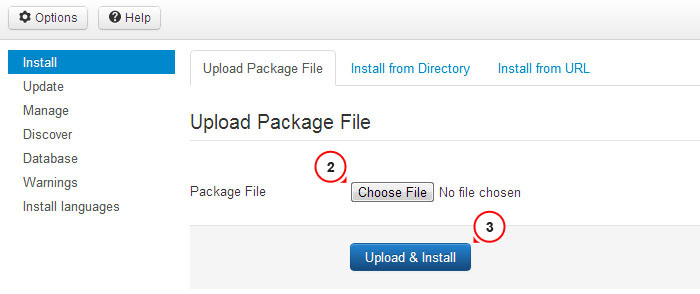 Options Help
Install
Update
Manage
Discover
Database
Warnings
Install languages
Upload Package File Install from Directory Install from URL
Upload Package File
2
Package File Choose File No file chosen
3
Upload & Install